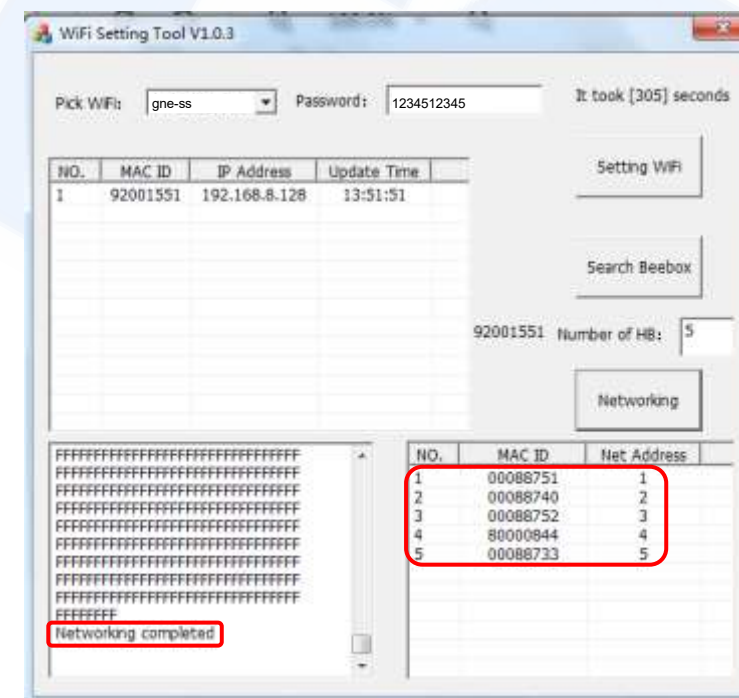 WiFi Setting Tool V1.0.3
Pick WiFi: gne-ss Password: 1234512345 It took [305] seconds
NO. MAC ID IP Address Update Time
1 92001551 192.168.8.128 13:51:51
Setting WiFi
Search Beebox
92001551 Number of HB: 5
Networking
FFFFFFFFFFFFFFFFFFFFFFFFFFFFFFFF
FFFFFFFFFFFFFFFFFFFFFFFFFFFFFFFF
FFFFFFFFFFFFFFFFFFFFFFFFFFFFFFFF
FFFFFFFFFFFFFFFFFFFFFFFFFFFFFFFF
FFFFFFFFFFFFFFFFFFFFFFFFFFFFFFFF
FFFFFFFFFFFFFFFFFFFFFFFFFFFFFFFF
FFFFFFFFFFFFFFFFFFFFFFFFFFFFFFFF
FFFFFFFFFFFFFFFFFFFFFFFFFFFFFFFF
FFFFFFFFFFFFFFFFFFFFFFFFFFFFFFFF
FFFFFFFF
Networking completed
NO. MAC ID Net Address
1 00088751 1
2 00088740 2
3 00088752 3
4 80000844 4
5 00088733 5